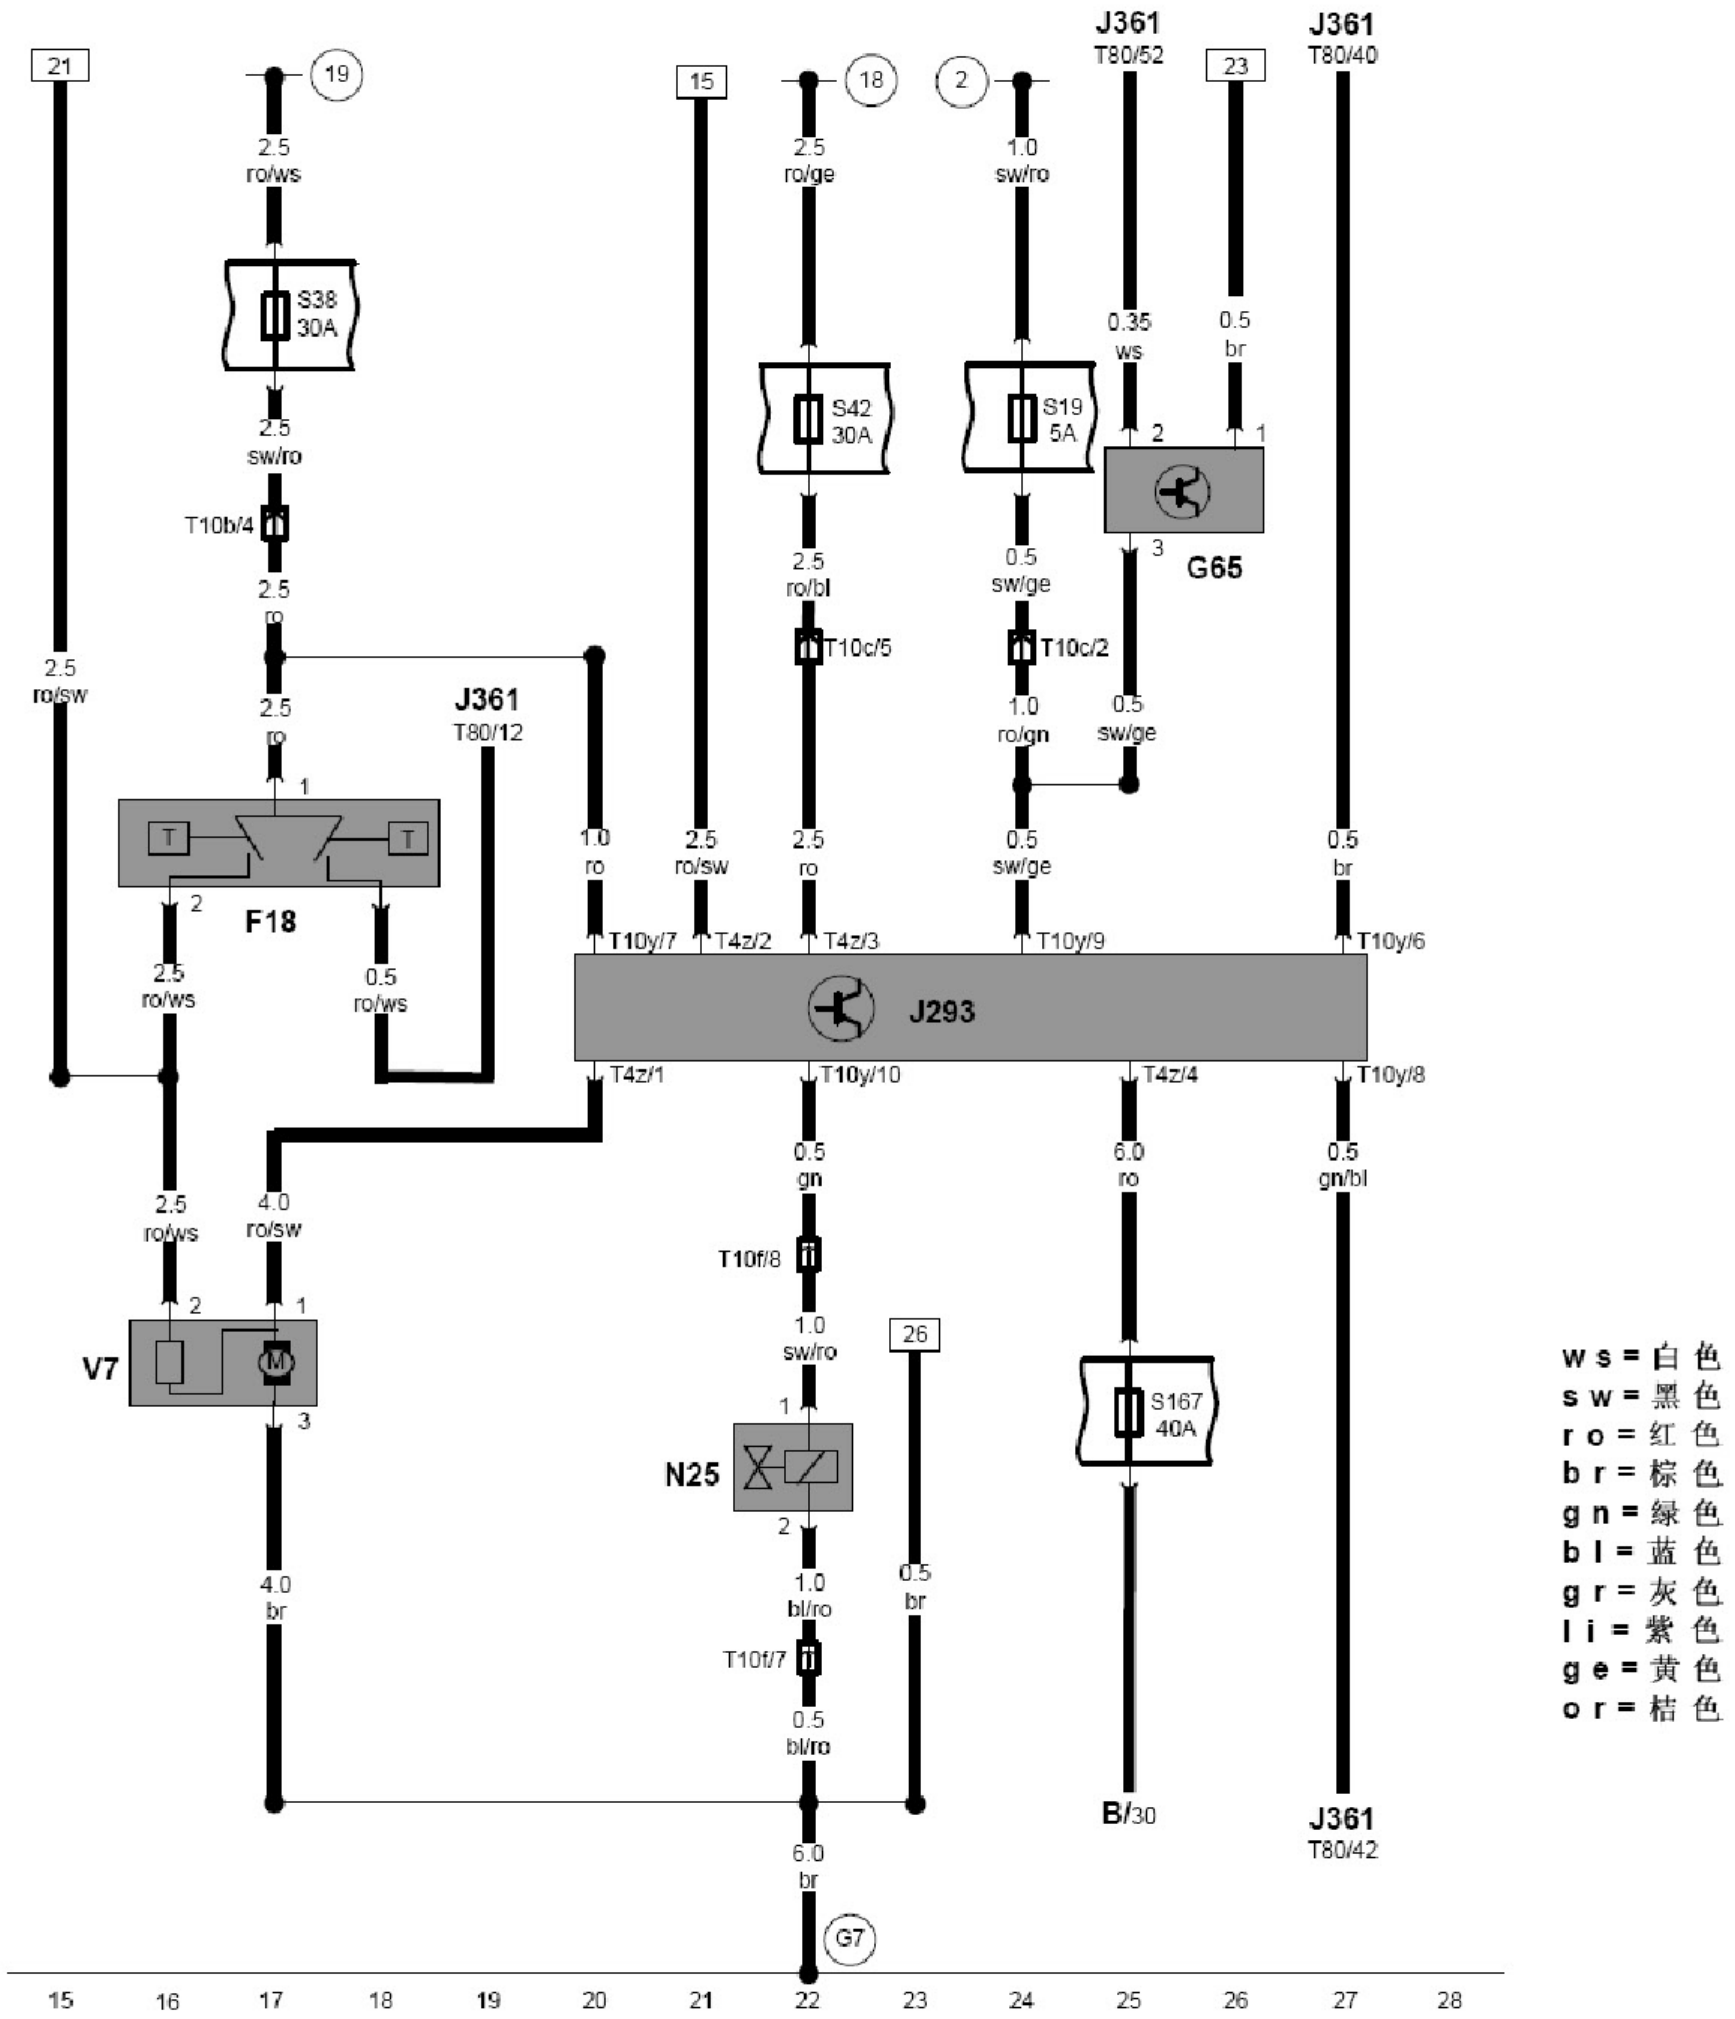 J361
J361
T80/52
T80/40
21
19
15
18
2
23
2.5
ro/ws
2.5
ro/ge
1.0
sw/ro
S38
30A
0.35
ws
0.5
br
2.5
sw/ro
S42
30A
S19
5A
2
1
T10b/4
2.5
ro
2.5
ro/bl
0.5
sw/ge
3
G65
T10c/5
T10c/2
2.5
ro/sw
2.5
ro
J361
T80/12
1.0
ro/gn
0.5
sw/ge
1
T
T
1.0
ro
2.5
ro/sw
2.5
ro
0.5
sw/ge
0.5
br
2
F18
T10y/7
T4z/2
T4z/3
T10y/9
T10y/6
2.5
ro/ws
0.5
ro/ws
J293
T4z/1
T10y/10
T4z/4
T10y/8
2.5
ro/ws
4.0
ro/sw
0.5
gn
6.0
ro
0.5
gn/bl
T10f/8
2
1
1.0
sw/ro
26
V7
M
3
1
N25
S167
40A
2
4.0
br
1.0
bl/ro
0.5
br
T10f/7
0.5
bl/ro
6.0
br
B/30
J361
T80/42
G7
ws=白色
sw=黑色
ro=红色
br=棕色
gn=绿色
bl=蓝色
gr=灰色
li=紫色
ge=黄色
or=桔色
15 16 17 18 19 20 21 22 23 24 25 26 27 28